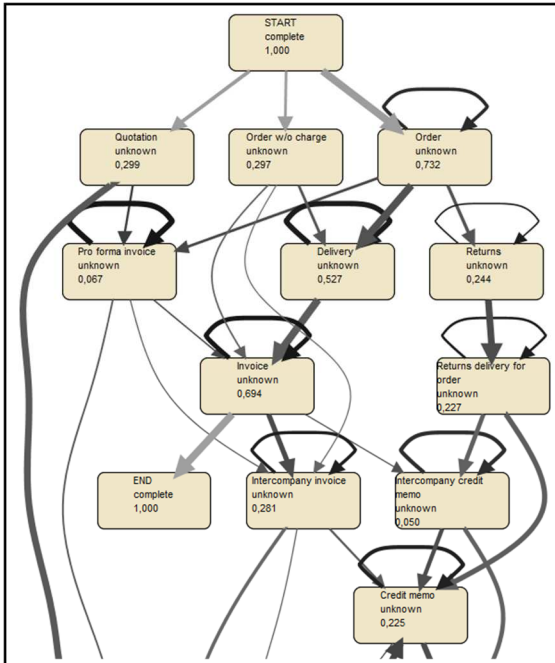 START
complete
1,000
Quotation
unknown
0,299
Order w/o charge
unknown
0,297
Order
unknown
0,732
Pro forma invoice
unknown
0,067
Delivery
unknown
0,527
Returns
unknown
0,244
Invoice
unknown
0,694
Returns delivery for
order
unknown
0,227
END
complete
1,000
Intercompany invoice
unknown
0,281
Intercompany credit
memo
unknown
0,050
Credit memo
unknown
0,225